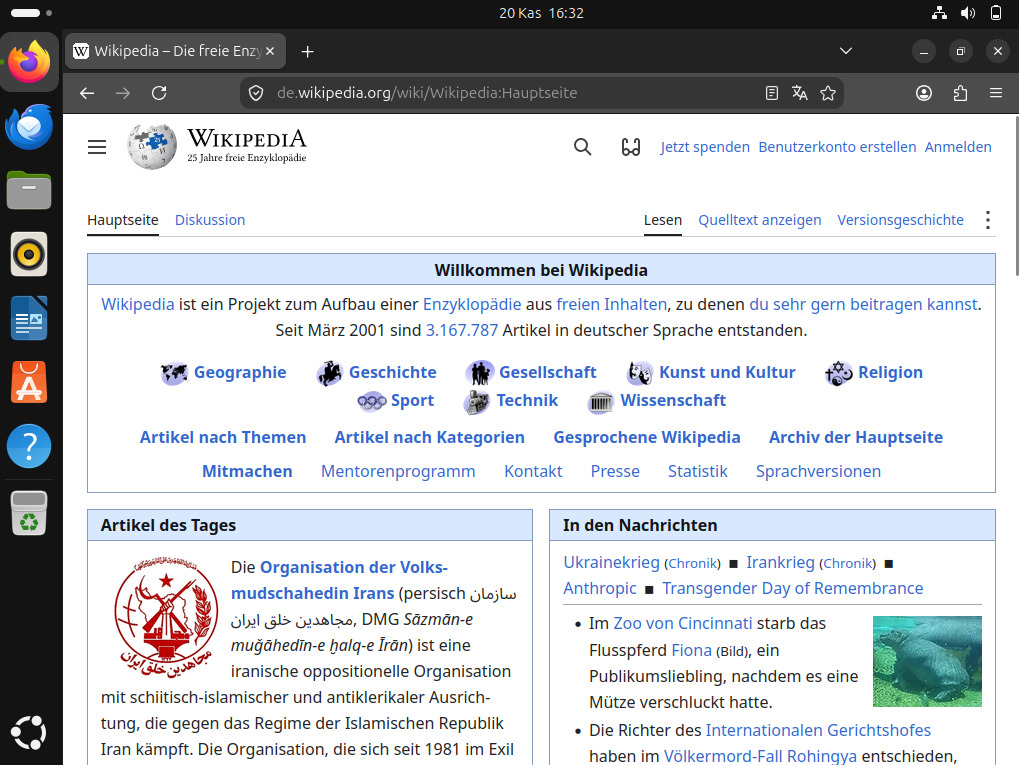 20 Kas 16:32
Wikipedia – Die freie Enzy
de.wikipedia.org/wiki/Wikipedia:Hauptseite
WIKIPEDIA
25 Jahre freie Enzyklopädie
Jetzt spenden Benutzerkonto erstellen Anmelden
Hauptseite Diskussion Lesen Quelltext anzeigen Versionsgeschichte
Willkommen bei Wikipedia
Wikipedia ist ein Projekt zum Aufbau einer Enzyklopädie aus freien Inhalten, zu denen du sehr gern beitragen kannst.
Seit März 2001 sind 3.167.787 Artikel in deutscher Sprache entstanden.
Geographie Geschichte Gesellschaft Kunst und Kultur Religion
Sport Technik Wissenschaft
Artikel nach Themen Artikel nach Kategorien Gesprochene Wikipedia Archiv der Hauptseite
Mitmachen Mentorenprogramm Kontakt Presse Statistik Sprachversionen
Artikel des Tages
Die Organisation der Volks-
mudschahedin Irans (persisch سازمان
مجاهدین خلق ایران, DMG Sāzmān-e
muǧāhedīn-e ḫalq-e Īrān) ist eine
iranische oppositionelle Organisation
mit schiitisch-islamischer und antiklerikaler Ausrich-
tung, die gegen das Regime der Islamischen Republik
Iran kämpft. Die Organisation, die sich seit 1981 im Exil
مجاهدین خلق ایران
In den Nachrichten
Ukrainekrieg (Chronik) ■ Irankrieg (Chronik) ■
Anthropic ■ Transgender Day of Remembrance
• Im Zoo von Cincinnati starb das
Flusspferd Fiona (Bild), ein
Publikumsliebling, nachdem es eine
Mütze verschluckt hatte.
• Die Richter des Internationalen Gerichtshofes
haben im Völkermord-Fall Rohingya entschieden,